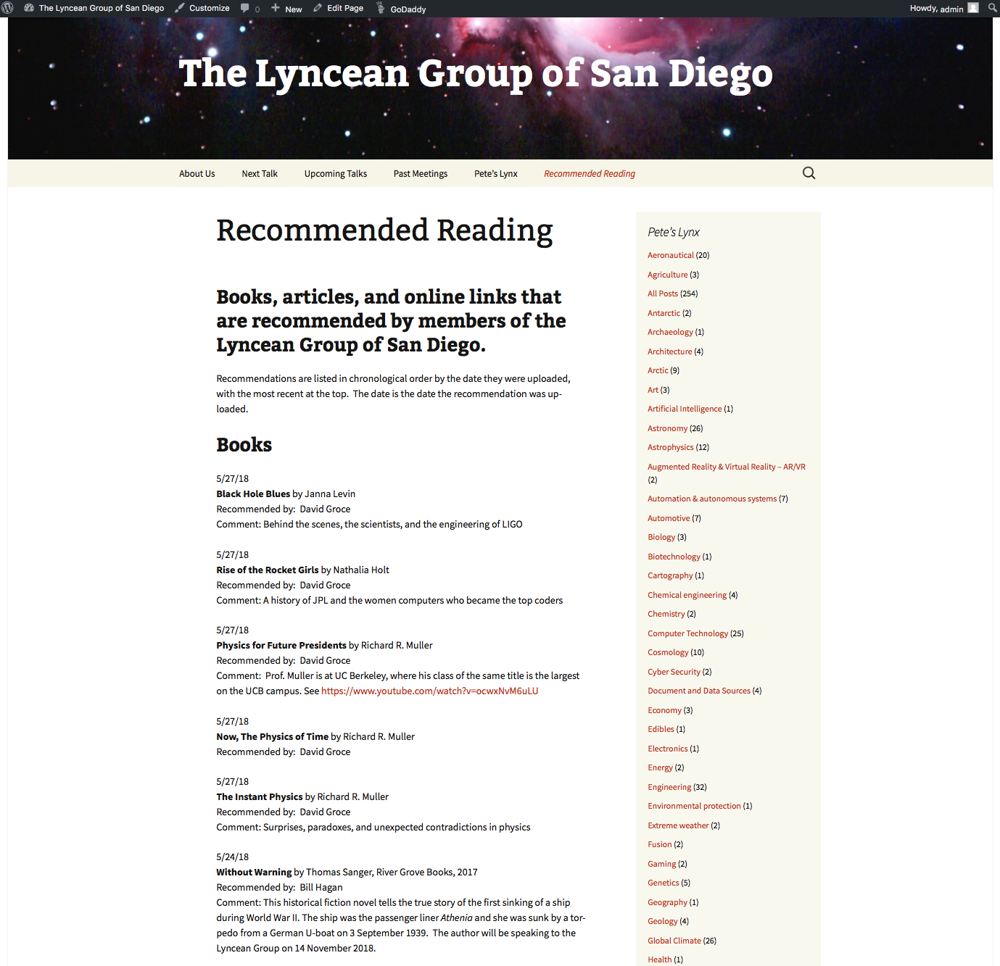 The Lyncean Group of San Diego Customize 0 New Edit Page GoDaddy Howdy, admin
The Lyncean Group of San Diego
About Us Next Talk Upcoming Talks Past Meetings Pete's Lynx Recommended Reading
Recommended Reading
Books, articles, and online links that
are recommended by members of the
Lyncean Group of San Diego.
Recommendations are listed in chronological order by the date they were uploaded,
with the most recent at the top.  The date is the date the recommendation was up-
loaded.
Books
5/27/18
Black Hole Blues by Janna Levin
Recommended by:  David Groce
Comment: Behind the scenes, the scientists, and the engineering of LIGO
5/27/18
Rise of the Rocket Girls by Nathalia Holt
Recommended by:  David Groce
Comment: A history of JPL and the women computers who became the top coders
5/27/18
Physics for Future Presidents by Richard R. Muller
Recommended by:  David Groce
Comment:  Prof. Muller is at UC Berkeley, where his class of the same title is the largest
on the UCB campus. See https://www.youtube.com/watch?v=ocwxNvM6uLU
5/27/18
Now, The Physics of Time by Richard R. Muller
Recommended by:  David Groce
5/27/18
The Instant Physics by Richard R. Muller
Recommended by:  David Groce
Comment: Surprises, paradoxes, and unexpected contradictions in physics
5/24/18
Without Warning by Thomas Sanger, River Grove Books, 2017
Recommended by:  Bill Hagan
Comment: This historical fiction novel tells the true story of the first sinking of a ship
during World War II. The ship was the passenger liner Athenia and she was sunk by a tor-
pedo from a German U-boat on 3 September 1939.  The author will be speaking to the
Lyncean Group on 14 November 2018.
Pete's Lynx
Aeronautical (20)
Agriculture (3)
All Posts (254)
Antarctic (2)
Archaeology (1)
Architecture (4)
Arctic (9)
Art (3)
Artificial Intelligence (1)
Astronomy (26)
Astrophysics (12)
Augmented Reality & Virtual Reality – AR/VR
(2)
Automation & autonomous systems (7)
Automotive (7)
Biology (3)
Biotechnology (1)
Cartography (1)
Chemical engineering (4)
Chemistry (2)
Computer Technology (25)
Cosmology (10)
Cyber Security (2)
Document and Data Sources (4)
Economy (3)
Edibles (1)
Electronics (1)
Energy (2)
Engineering (32)
Environmental protection (1)
Extreme weather (2)
Fusion (2)
Gaming (2)
Genetics (5)
Geography (1)
Geology (4)
Global Climate (26)
Health (1)